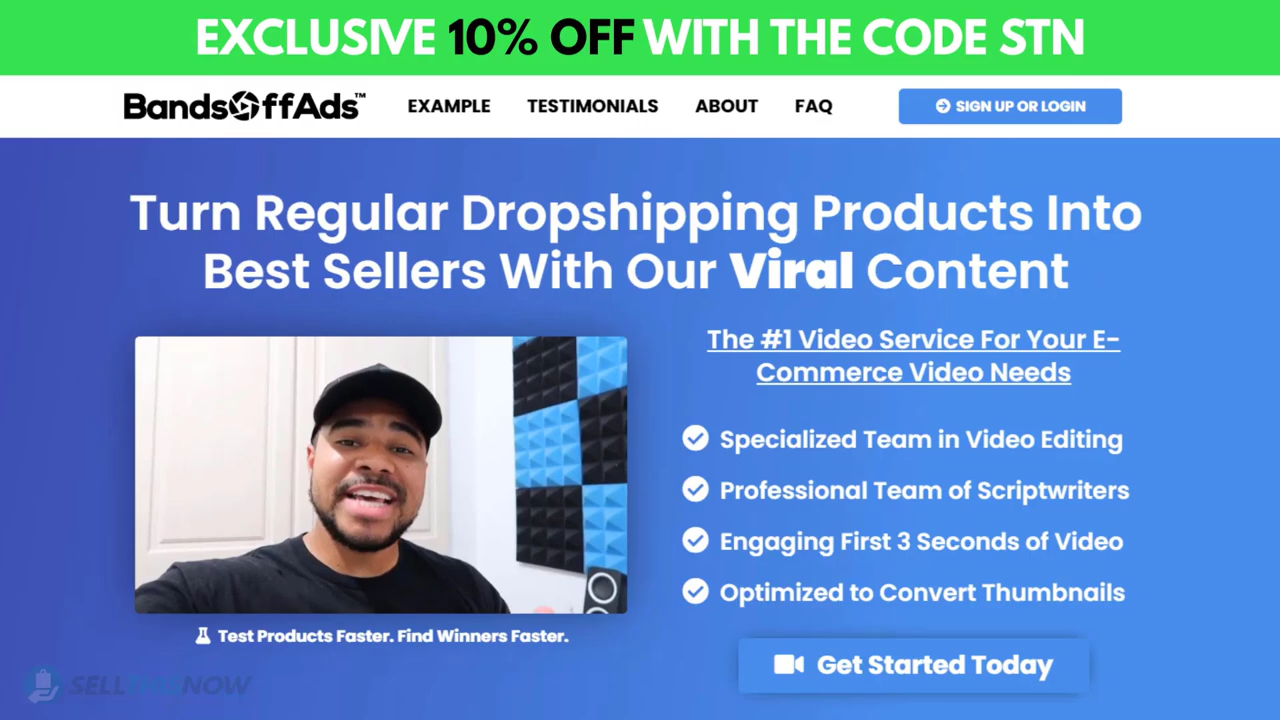 EXCLUSIVE 10% OFF WITH THE CODE STN
BandsOffAds™ EXAMPLE TESTIMONIALS ABOUT FAQ SIGN UP OR LOGIN
Turn Regular Dropshipping Products Into
Best Sellers With Our Viral Content
The #1 Video Service For Your E-
Commerce Video Needs
Specialized Team in Video Editing
Professional Team of Scriptwriters
Engaging First 3 Seconds of Video
Optimized to Convert Thumbnails
Test Products Faster. Find Winners Faster.
Get Started Today
SELLTHISNOW